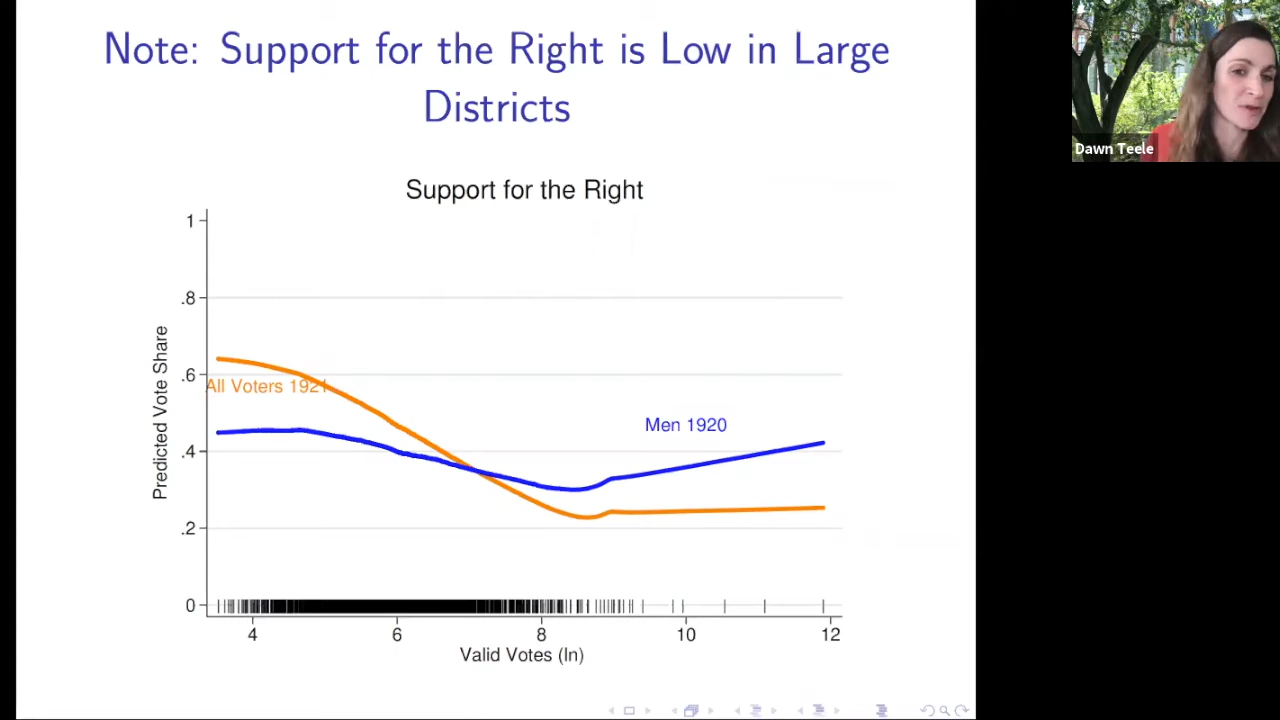 Note: Support for the Right is Low in Large
Districts
Dawn Teele
Support for the Right
Predicted Vote Share
1
.8
.6
.4
.2
0
All Voters 1921
Men 1920
4 6 8 10 12
Valid Votes (ln)